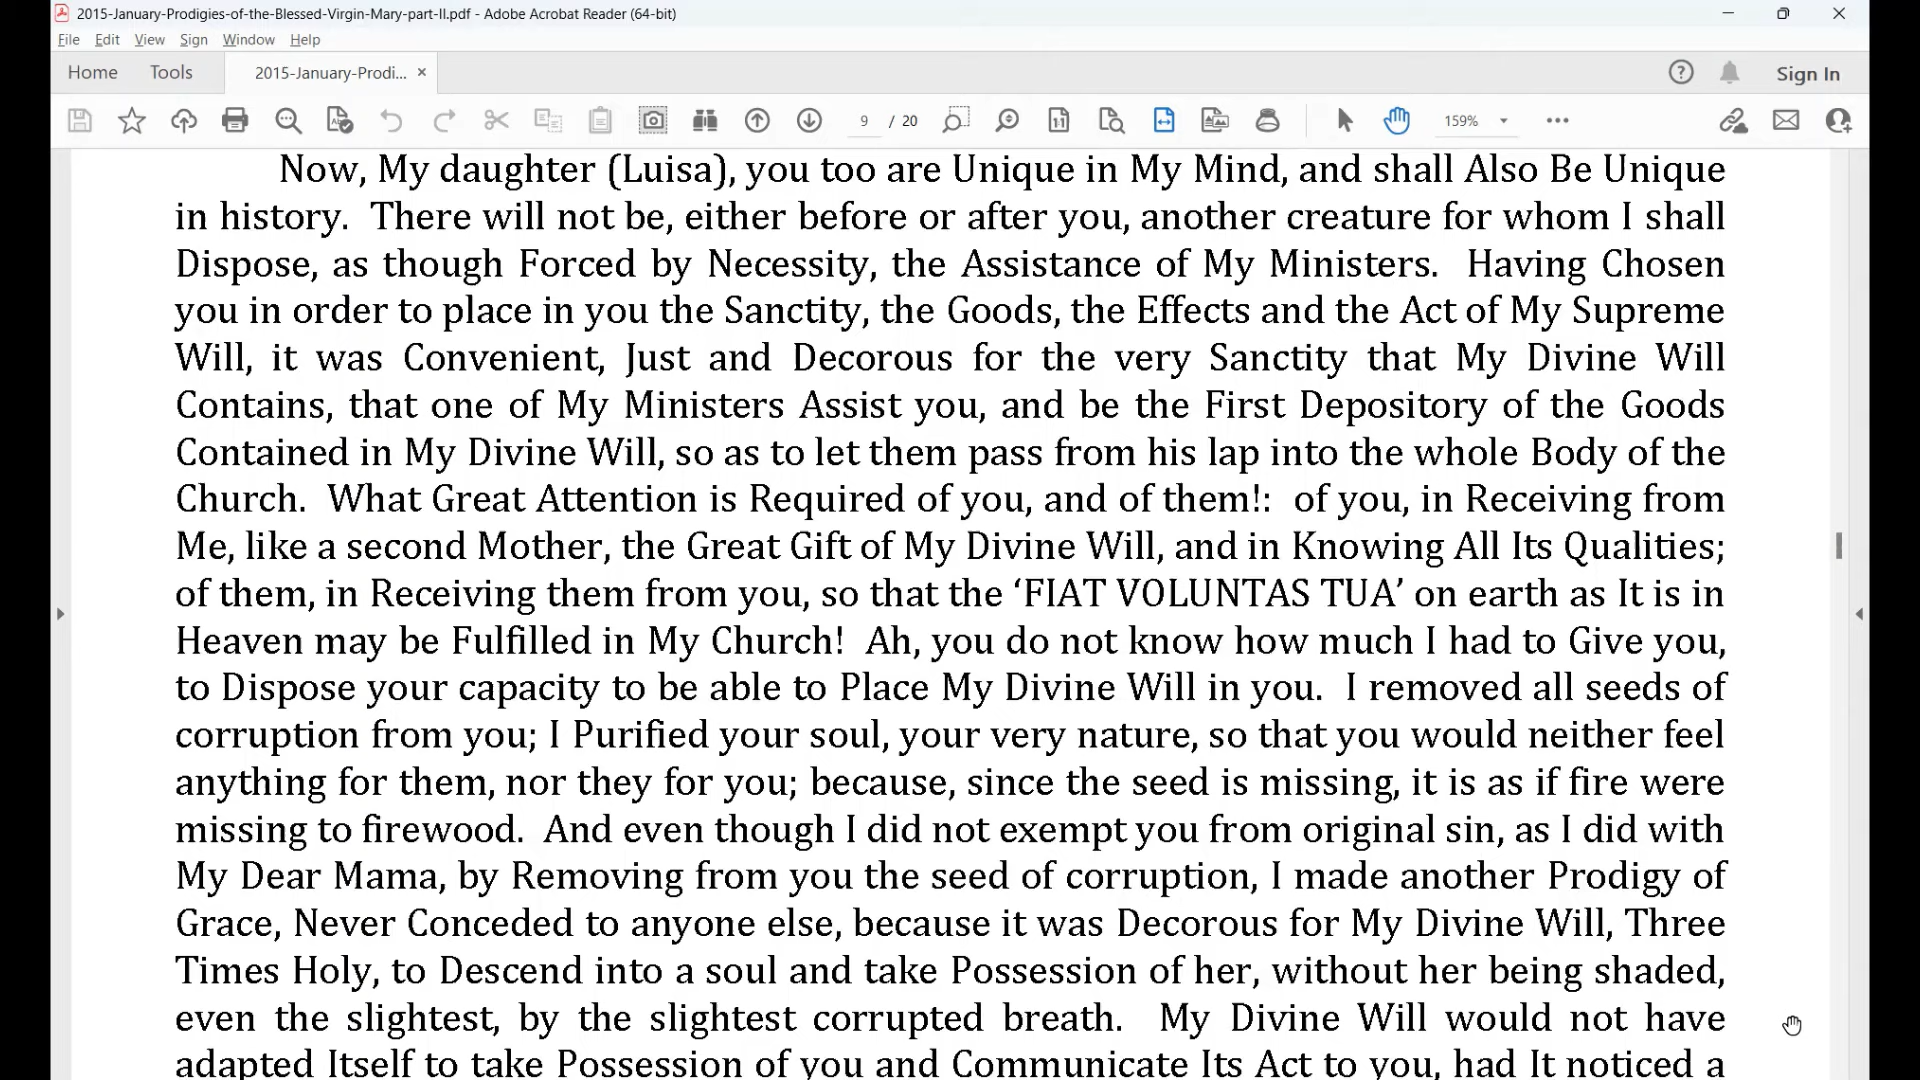 2015-January-Prodigies-of-the-Blessed-Virgin-Mary-part-II.pdf - Adobe Acrobat Reader (64-bit)
File Edit View Sign Window Help
Home Tools 2015-January-Prodi... × Sign In
9 / 20 159%
Now, My daughter (Luisa), you too are Unique in My Mind, and shall Also Be Unique
in history. There will not be, either before or after you, another creature for whom I shall
Dispose, as though Forced by Necessity, the Assistance of My Ministers. Having Chosen
you in order to place in you the Sanctity, the Goods, the Effects and the Act of My Supreme
Will, it was Convenient, Just and Decorous for the very Sanctity that My Divine Will
Contains, that one of My Ministers Assist you, and be the First Depository of the Goods
Contained in My Divine Will, so as to let them pass from his lap into the whole Body of the
Church. What Great Attention is Required of you, and of them!: of you, in Receiving from
Me, like a second Mother, the Great Gift of My Divine Will, and in Knowing All Its Qualities;
of them, in Receiving them from you, so that the ‘FIAT VOLUNTAS TUA’ on earth as It is in
Heaven may be Fulfilled in My Church! Ah, you do not know how much I had to Give you,
to Dispose your capacity to be able to Place My Divine Will in you. I removed all seeds of
corruption from you; I Purified your soul, your very nature, so that you would neither feel
anything for them, nor they for you; because, since the seed is missing, it is as if fire were
missing to firewood. And even though I did not exempt you from original sin, as I did with
My Dear Mama, by Removing from you the seed of corruption, I made another Prodigy of
Grace, Never Conceded to anyone else, because it was Decorous for My Divine Will, Three
Times Holy, to Descend into a soul and take Possession of her, without her being shaded,
even the slightest, by the slightest corrupted breath. My Divine Will would not have
adapted Itself to take Possession of you and Communicate Its Act to you, had It noticed a